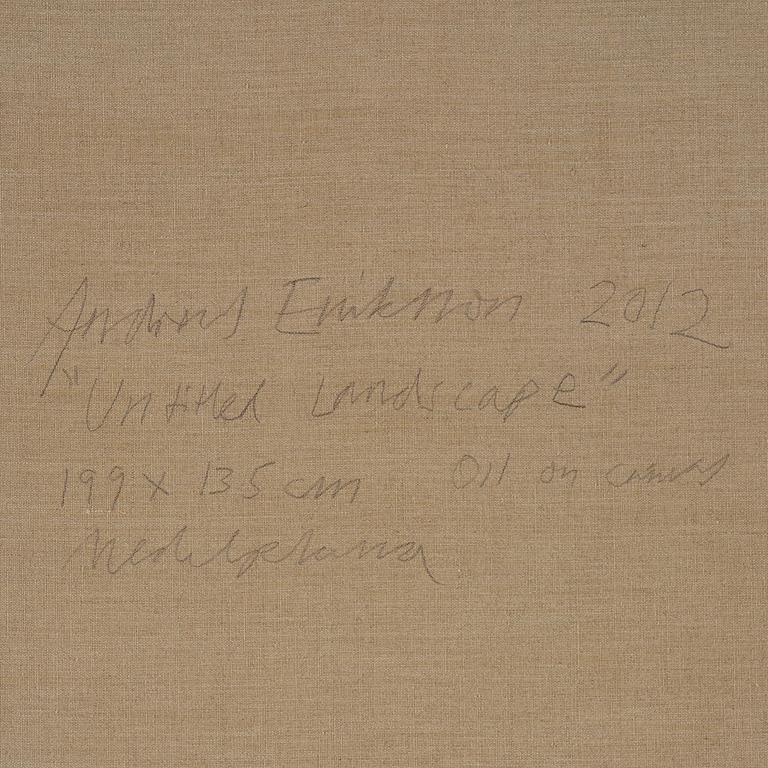 Andreas Eriksson 2012
"Untitled Landscape"
199 x 135 cm Oil on canvas
Medelplana